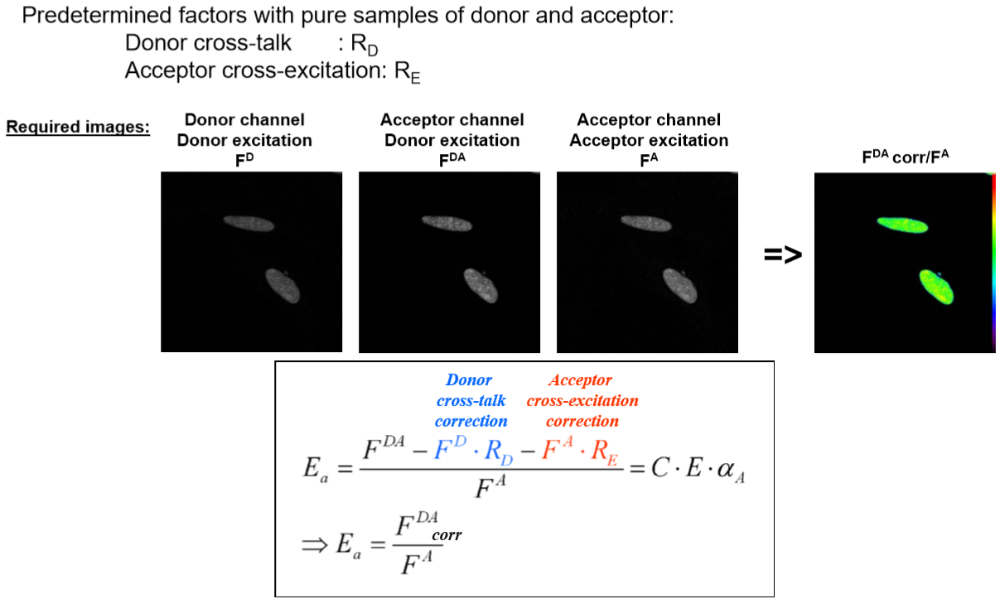 Predetermined factors with pure samples of donor and acceptor:
Donor cross-talk : R_D
Acceptor cross-excitation: R_E
Required images:
Donor channel
Donor excitation
F^D
Acceptor channel
Donor excitation
F^DA
Acceptor channel
Acceptor excitation
F^A
=>
F^DA corr/F^A
Donor
cross-talk
correction
Acceptor
cross-excitation
correction
E_a = (F^DA − F^D · R_D − F^A · R_E) / F^A = C · E · α_A
⇒ E_a = F^DA corr / F^A